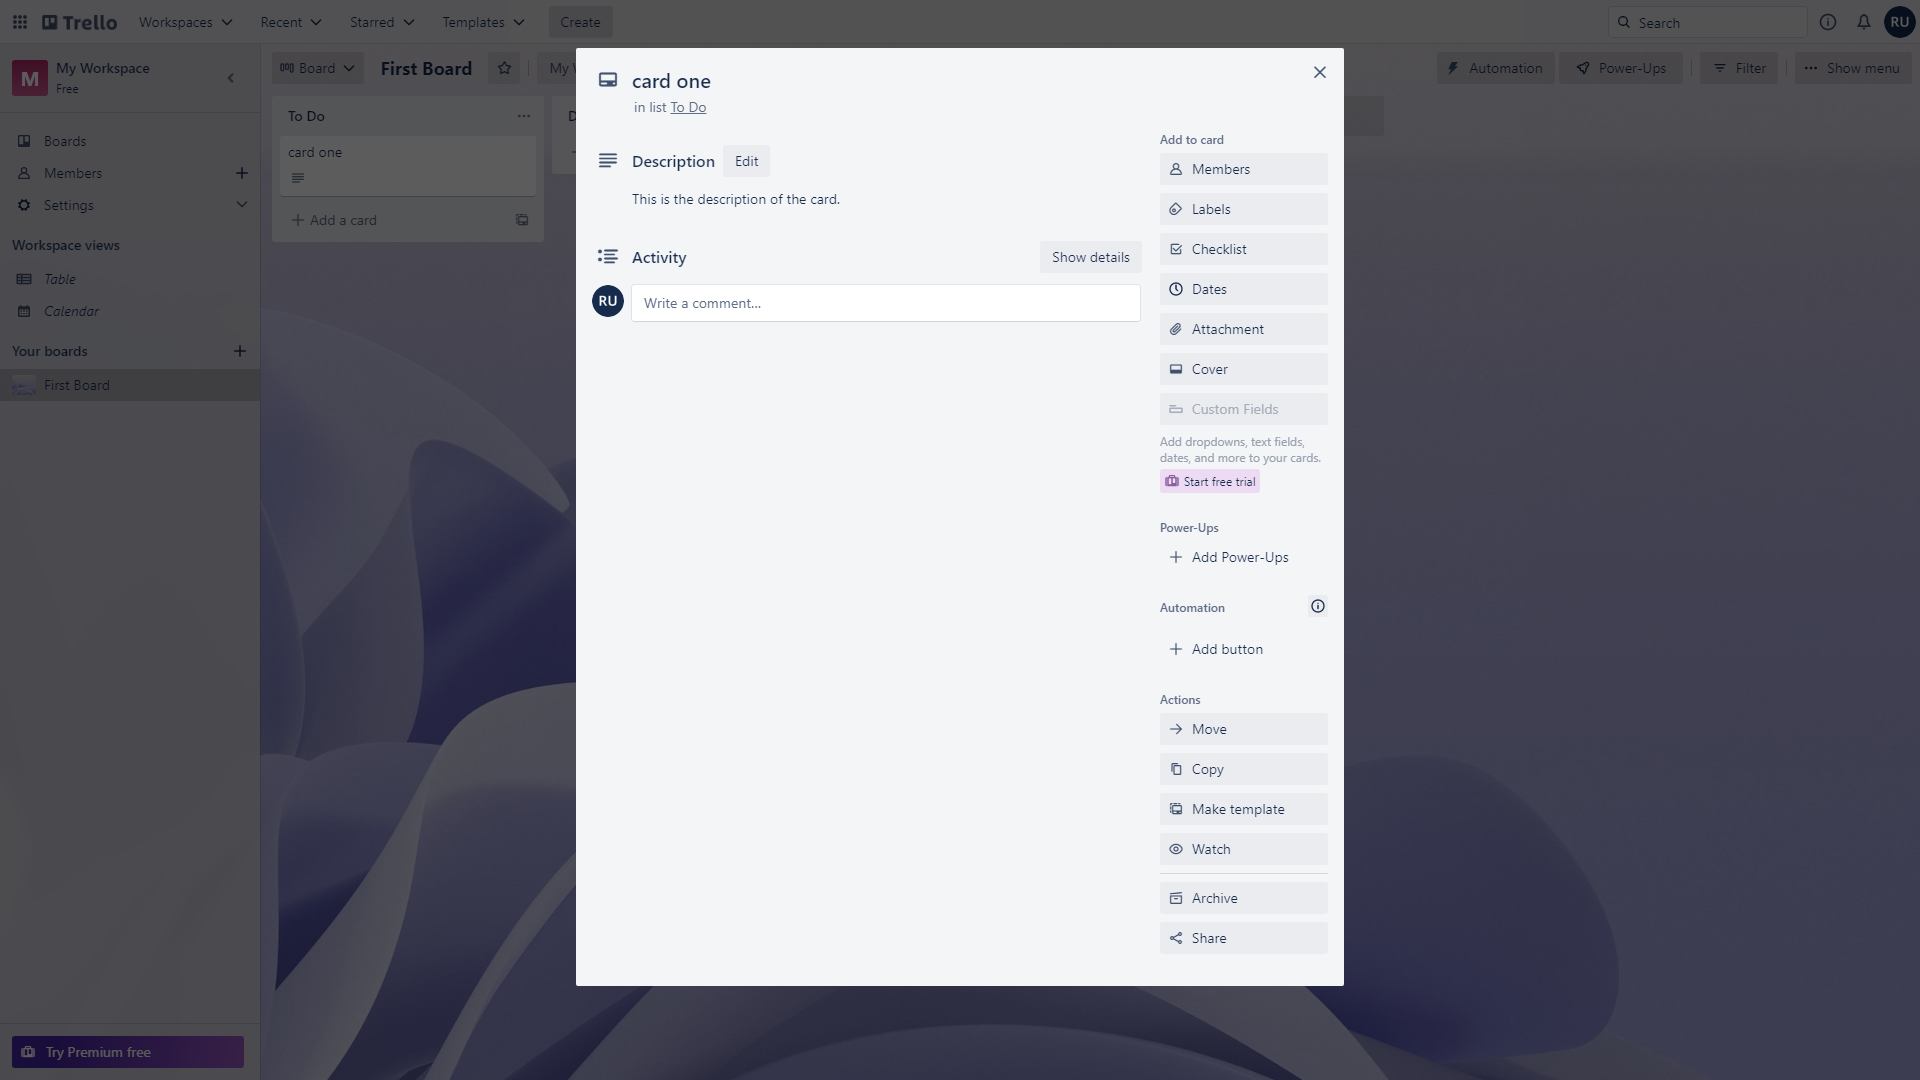 Trello
Workspaces
Recent
Starred
Templates
Create
Search
RU
M
My Workspace
Free
Board
First Board
Automation
Power-Ups
Filter
Show menu
Boards
Members
Settings
Workspace views
Table
Calendar
Your boards
First Board
Try Premium free
To Do
card one
Add a card
card one
in list To Do
Description
Edit
This is the description of the card.
Activity
Show details
RU
Write a comment...
Add to card
Members
Labels
Checklist
Dates
Attachment
Cover
Custom Fields
Add dropdowns, text fields,
dates, and more to your cards.
Start free trial
Power-Ups
Add Power-Ups
Automation
Add button
Actions
Move
Copy
Make template
Watch
Archive
Share